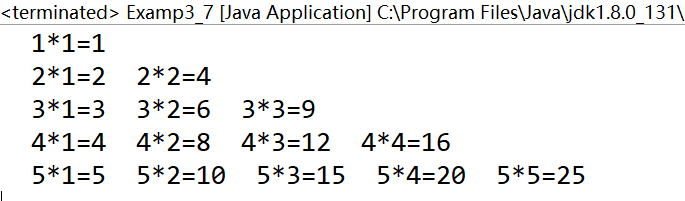 <terminated> Examp3_7 [Java Application] C:\Program Files\Java\jdk1.8.0_131\
1*1=1
2*1=2 2*2=4
3*1=3 3*2=6 3*3=9
4*1=4 4*2=8 4*3=12 4*4=16
5*1=5 5*2=10 5*3=15 5*4=20 5*5=25